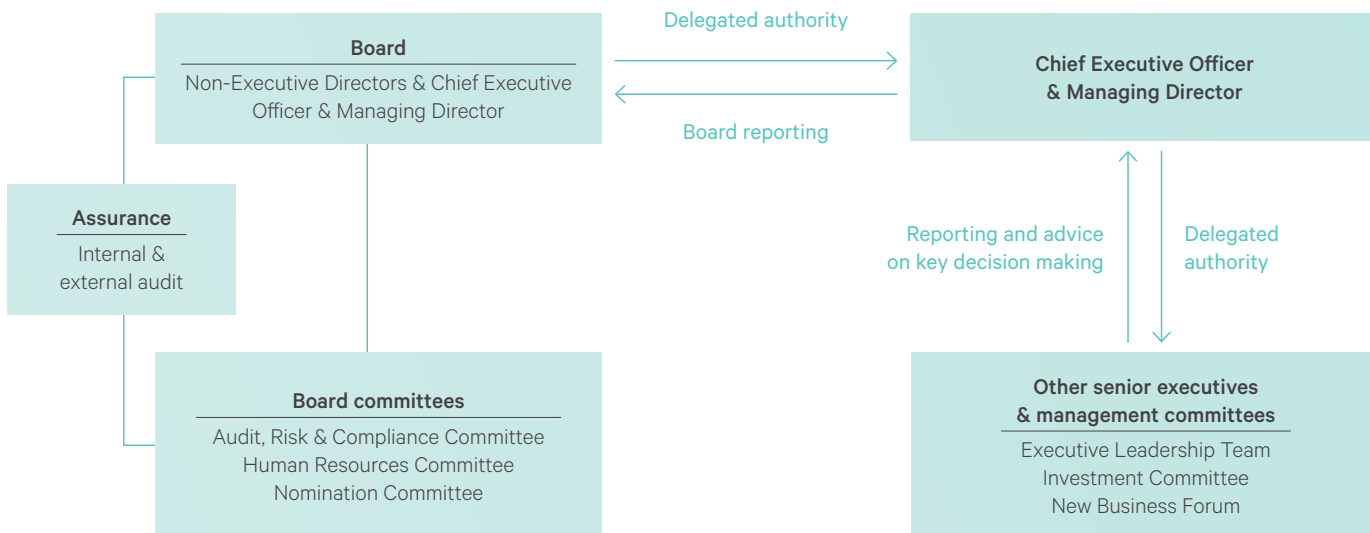 Board
Non-Executive Directors & Chief Executive
Officer & Managing Director
Delegated authority
Board reporting
Chief Executive Officer
& Managing Director
Assurance
Internal &
external audit
Reporting and advice
on key decision making
Delegated
authority
Board committees
Audit, Risk & Compliance Committee
Human Resources Committee
Nomination Committee
Other senior executives
& management committees
Executive Leadership Team
Investment Committee
New Business Forum